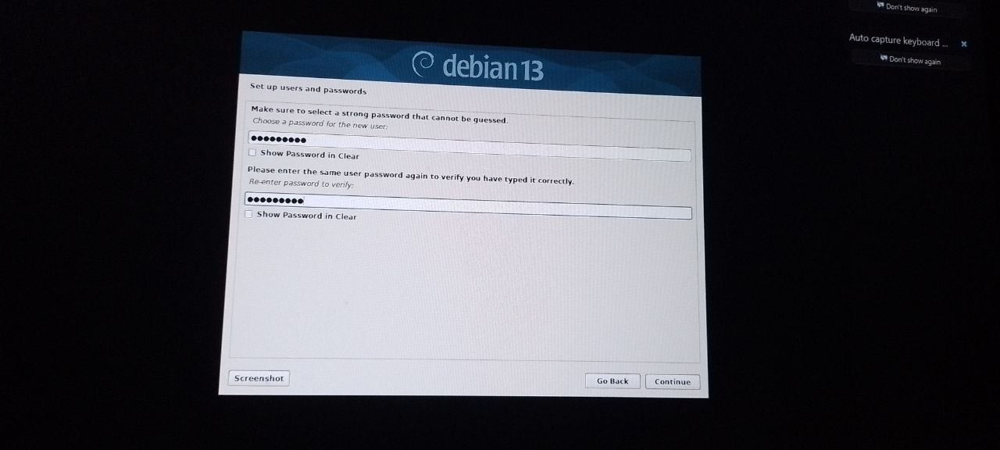 Don't show again
Auto capture keyboard ...
Don't show again
debian 13
Set up users and passwords
Make sure to select a strong password that cannot be guessed.
Choose a password for the new user:
●●●●●●●●●
Show Password in Clear
Please enter the same user password again to verify you have typed it correctly.
Re-enter password to verify:
●●●●●●●●●
Show Password in Clear
Screenshot
Go Back
Continue